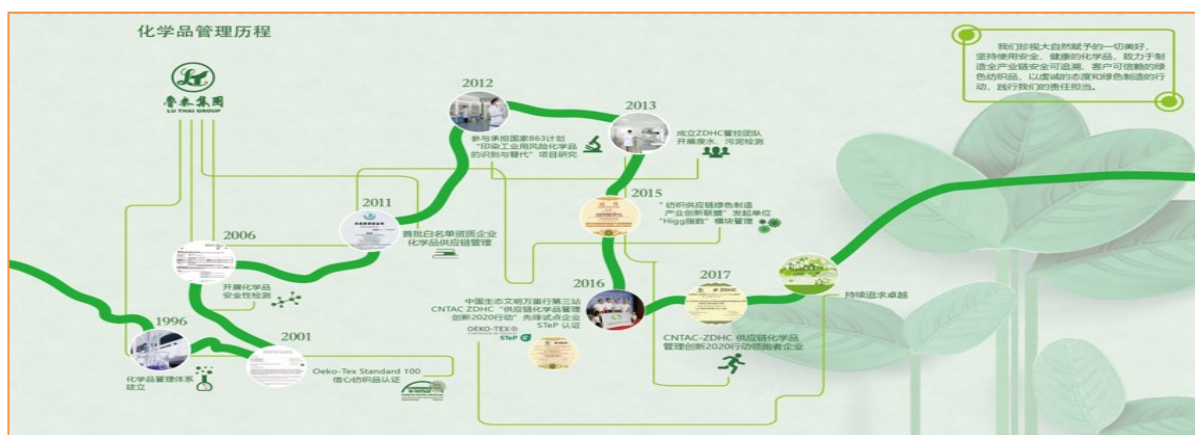 化学品管理历程
鲁泰集团
LU THAI GROUP
我们珍视大自然赋予的一切美好，
坚持使用安全、健康的化学品，致力于制
造全产业链安全可追溯、客户可信赖的绿
色纺织品，以虔诚的态度和绿色制造的行
动，践行我们的责任担当。
1996
化学品管理体系
建立
2001
Oeko-Tex Standard 100
信心纺织品认证
2006
开展化学品
安全性检测
2011
首批白名单资质企业
化学品供应链管理
2012
参与承担国家863计划
“印染工业用风险化学品
的识别与替代”项目研究
2013
成立ZDHC管控团队
开展废水、污泥检测
2015
“纺织供应链绿色制造
产业创新联盟”发起单位
“Higg指数”模块管理
2016
中国生态文明万里行第三站
CNTAC ZDHC“供应链化学品管理
创新2020行动”先锋试点企业
STeP 认证
OEKO-TEX®
STeP
2017
ZDHC
CNTAC-ZDHC 供应链化学品
管理创新2020行动领跑者企业
持续追求卓越